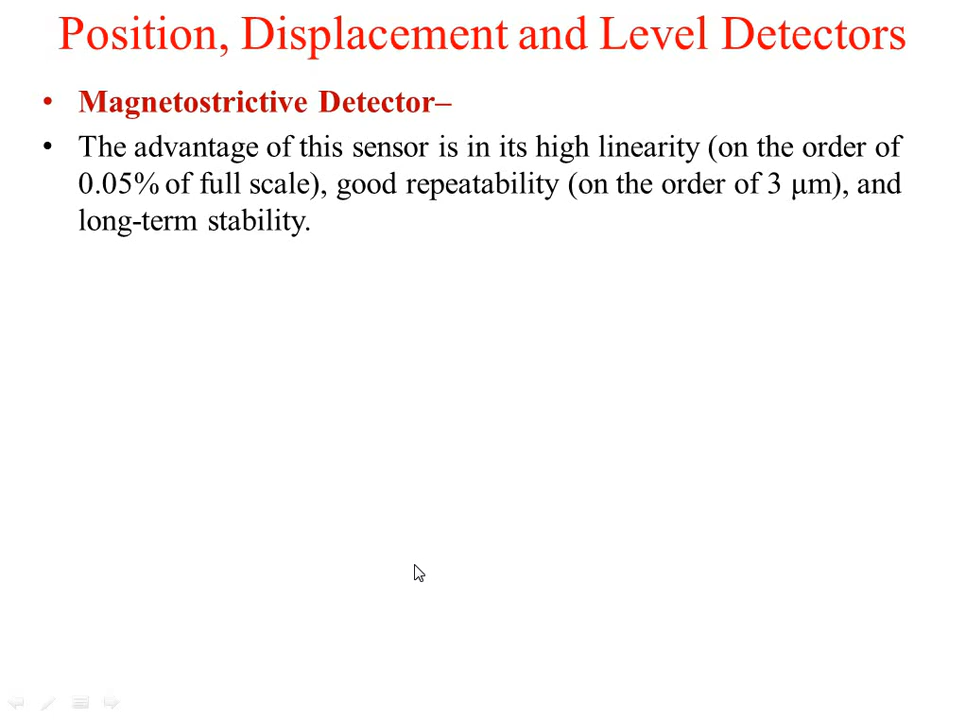 Position, Displacement and Level Detectors
• Magnetostrictive Detector–
• The advantage of this sensor is in its high linearity (on the order of
0.05% of full scale), good repeatability (on the order of 3 μm), and
long-term stability.